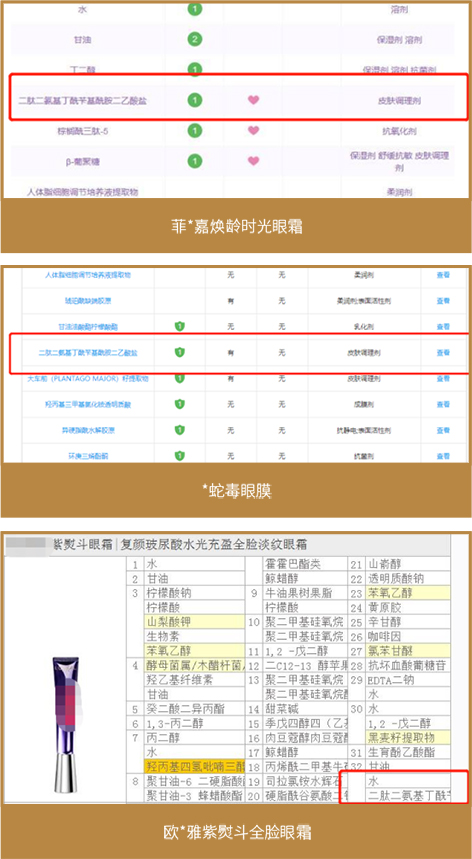 水 1 溶剂
甘油 2 保湿剂 溶剂
丁二醇 1 保湿剂 溶剂 抗菌剂
二肽二氨基丁酰苄基酰胺二乙酸盐 1 皮肤调理剂
棕榈酰三肽-5 1 抗氧化剂
β-葡聚糖 1 保湿剂 舒缓抗敏 皮肤调理剂
人体脂细胞调节培养液提取物 柔润剂
菲*嘉焕龄时光眼霜
人体脂细胞调节培养液提取物 无 无 柔润剂 查看
琥珀酰缺端胶原 有 无 柔润剂;表面活性剂 查看
甘油油酸酯柠檬酸酯 1 无 无 乳化剂 查看
二肽二氨基丁酰苄基酰胺二乙酸盐 1 有 无 皮肤调理剂 查看
大车前（PLANTAGO MAJOR）籽提取物 1 有 无 皮肤调理剂 查看
羟丙基三甲基氯化铵透明质酸 1 无 无 成膜剂 查看
异硬脂酰水解胶原 1 无 无 抗静电;表面活性剂 查看
环庚三烯酚酮 1 无 无 抗菌剂 查看
*蛇毒眼膜
紫熨斗眼霜|复颜玻尿酸水光充盈全脸淡纹眼霜
1 水 霍霍巴酯类 21 山嵛醇
2 甘油 鲸蜡醇 22 透明质酸钠
3 柠檬酸钠 9 牛油果树果脂 23 苯氧乙醇
柠檬酸 柠檬酸 24 黄原胶
山梨酸钾 10 聚二甲基硅氧烷 25 辛甘醇
生物素 聚二甲基硅氧烷 26 咖啡因
苯氧乙醇 11 1,2 -戊二醇 27 氯苯甘醚
4 酵母菌属/木醋杆菌 12 二C12-13 醇苹果 28 抗坏血酸葡糖苷
羟乙基纤维素 13 聚二甲基硅氧烷 29 EDTA二钠
甘油 聚二甲基硅氧烷 30 水
5 癸二酸二异丙酯 14 甜菜碱 1,2 -戊二醇
6 1,3-丙二醇 15 季戊四醇四（乙基 黑麦籽提取物
7 丙二醇 16 肉豆蔻醇肉豆蔻酸 31 生育酚乙酸酯
水 17 鲸蜡醇 32 甘油
羟丙基四氢吡喃三醇 18 丙烯酰二甲基牛 水
8 聚甘油-6 二硬脂酸 19 司拉氯铵水辉石 二肽二氨基丁酰苄
聚甘油-3 蜂蜡酸酯 20 硬脂酰谷氨酸二钠
欧*雅紫熨斗全脸眼霜